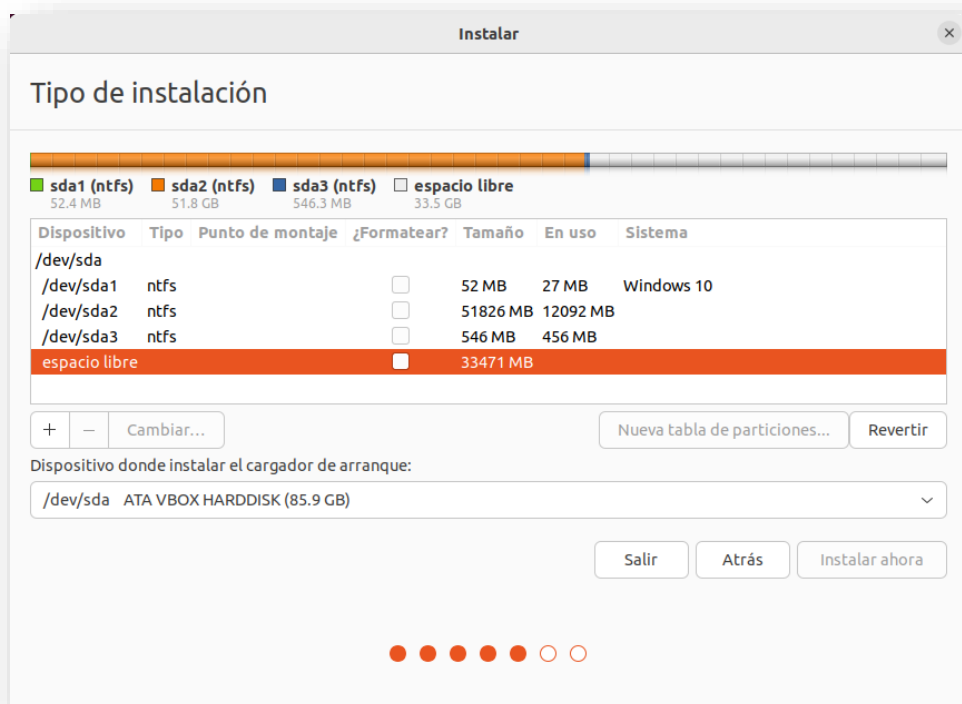 Instalar
Tipo de instalación
sda1 (ntfs) sda2 (ntfs) sda3 (ntfs) espacio libre
52.4 MB 51.8 GB 546.3 MB 33.5 GB
Dispositivo Tipo Punto de montaje ¿Formatear? Tamaño En uso Sistema
/dev/sda
/dev/sda1 ntfs 52 MB 27 MB Windows 10
/dev/sda2 ntfs 51826 MB 12092 MB
/dev/sda3 ntfs 546 MB 456 MB
espacio libre 33471 MB
+ – Cambiar... Nueva tabla de particiones... Revertir
Dispositivo donde instalar el cargador de arranque:
/dev/sda ATA VBOX HARDDISK (85.9 GB)
Salir Atrás Instalar ahora